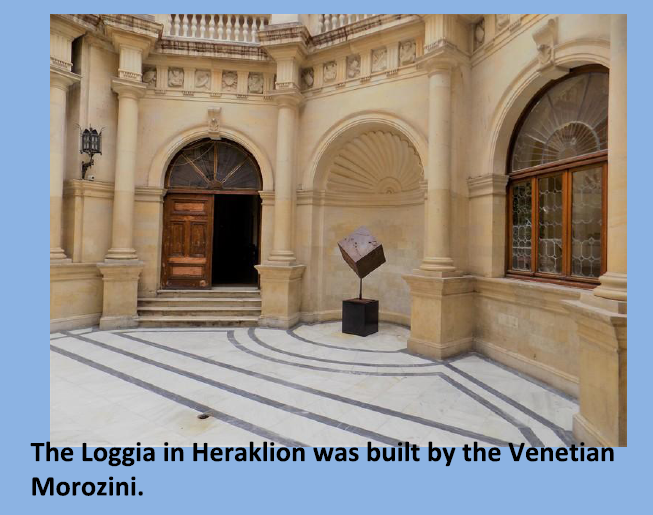 The Loggia in Heraklion was built by the Venetian
Morozini.